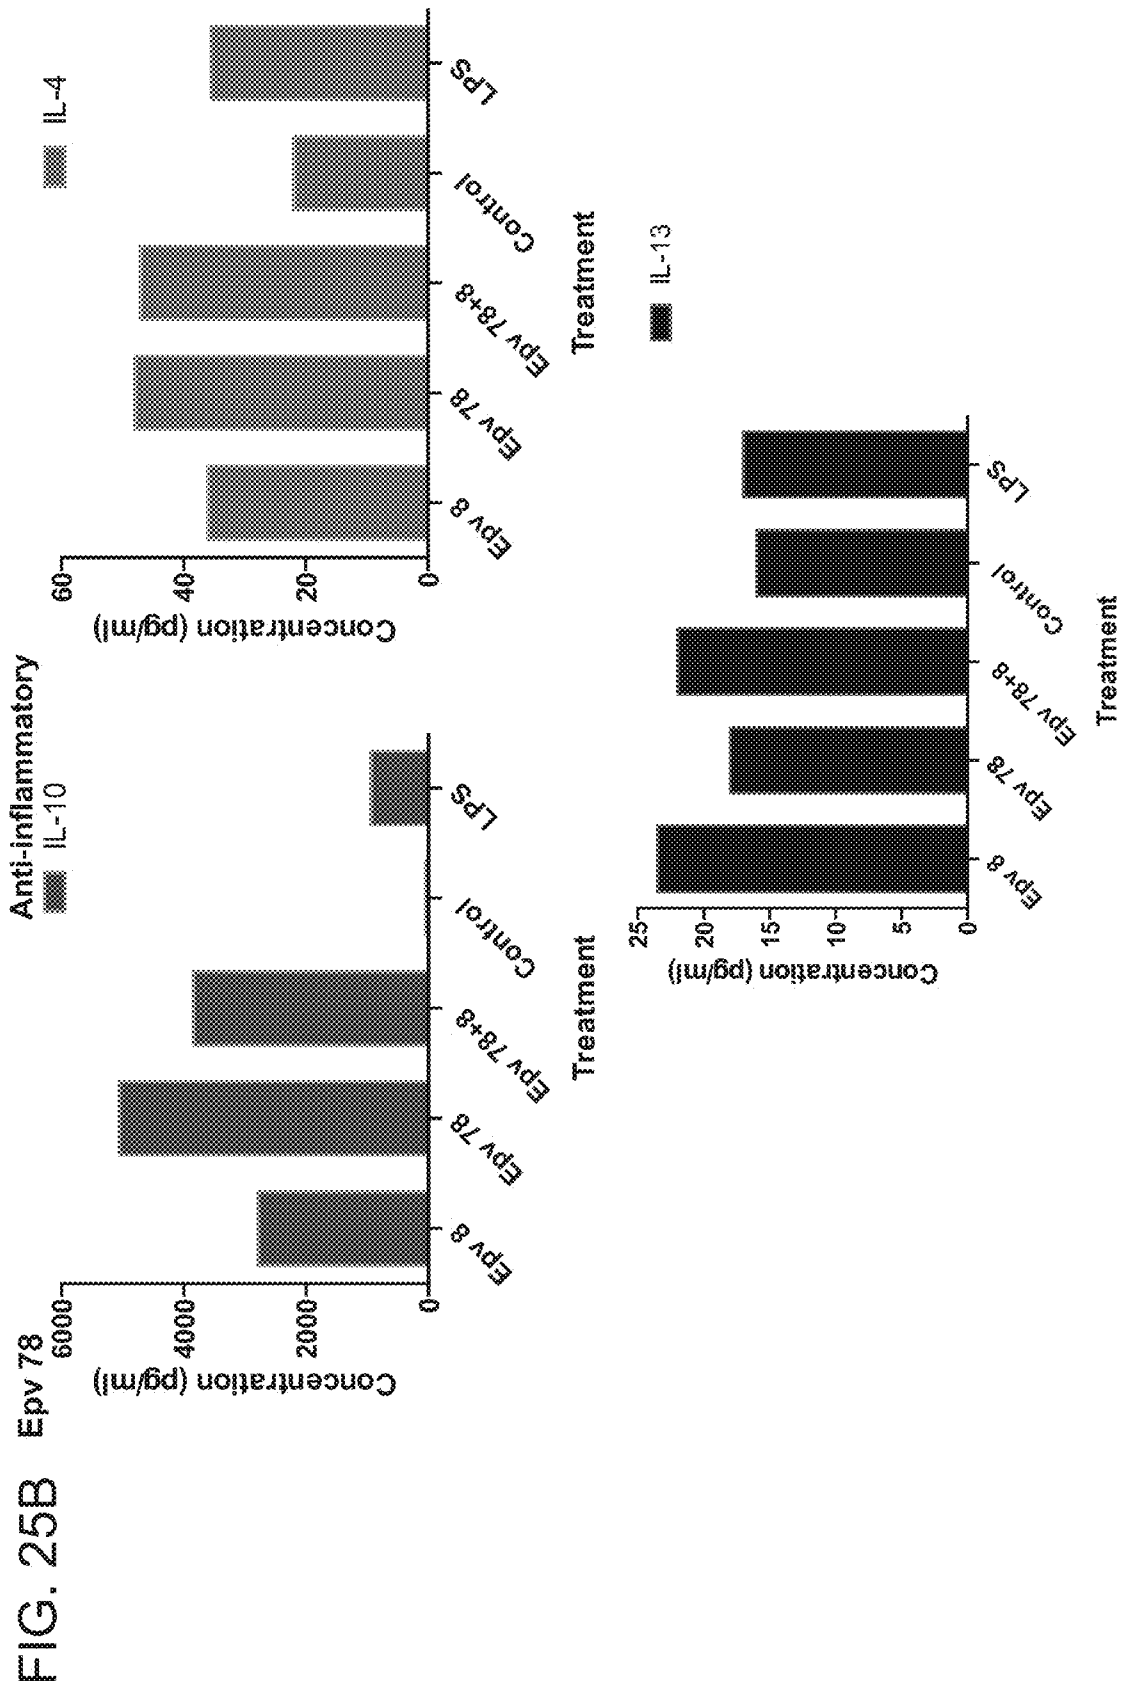 FIG. 25B
Epv 78
Anti-inflammatory
IL-10
Concentration (pg/ml)
6000
4000
2000
0
Epv 8
Epv 78
Epv 78+8
Control
LPS
Treatment
IL-4
Concentration (pg/ml)
60
40
20
0
Epv 8
Epv 78
Epv 78+8
Control
LPS
Treatment
IL-13
Concentration (pg/ml)
25
20
15
10
5
0
Epv 8
Epv 78
Epv 78+8
Control
LPS
Treatment